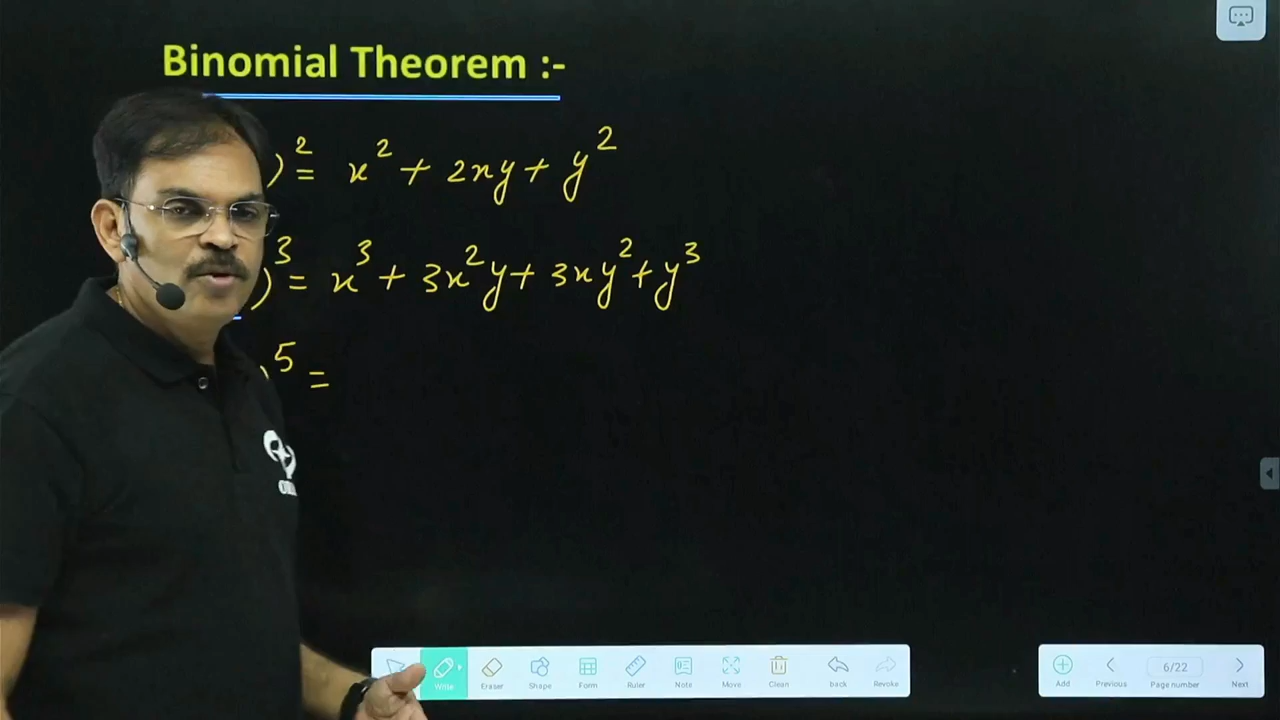 Binomial Theorem :-
)² = x² + 2xy + y²
)³ = x³ + 3x²y + 3xy² + y³
)⁵ =
Write
Eraser
Shape
Form
Ruler
Note
Move
Clean
back
Revoke
Add
Previous
6/22
Page number
Next